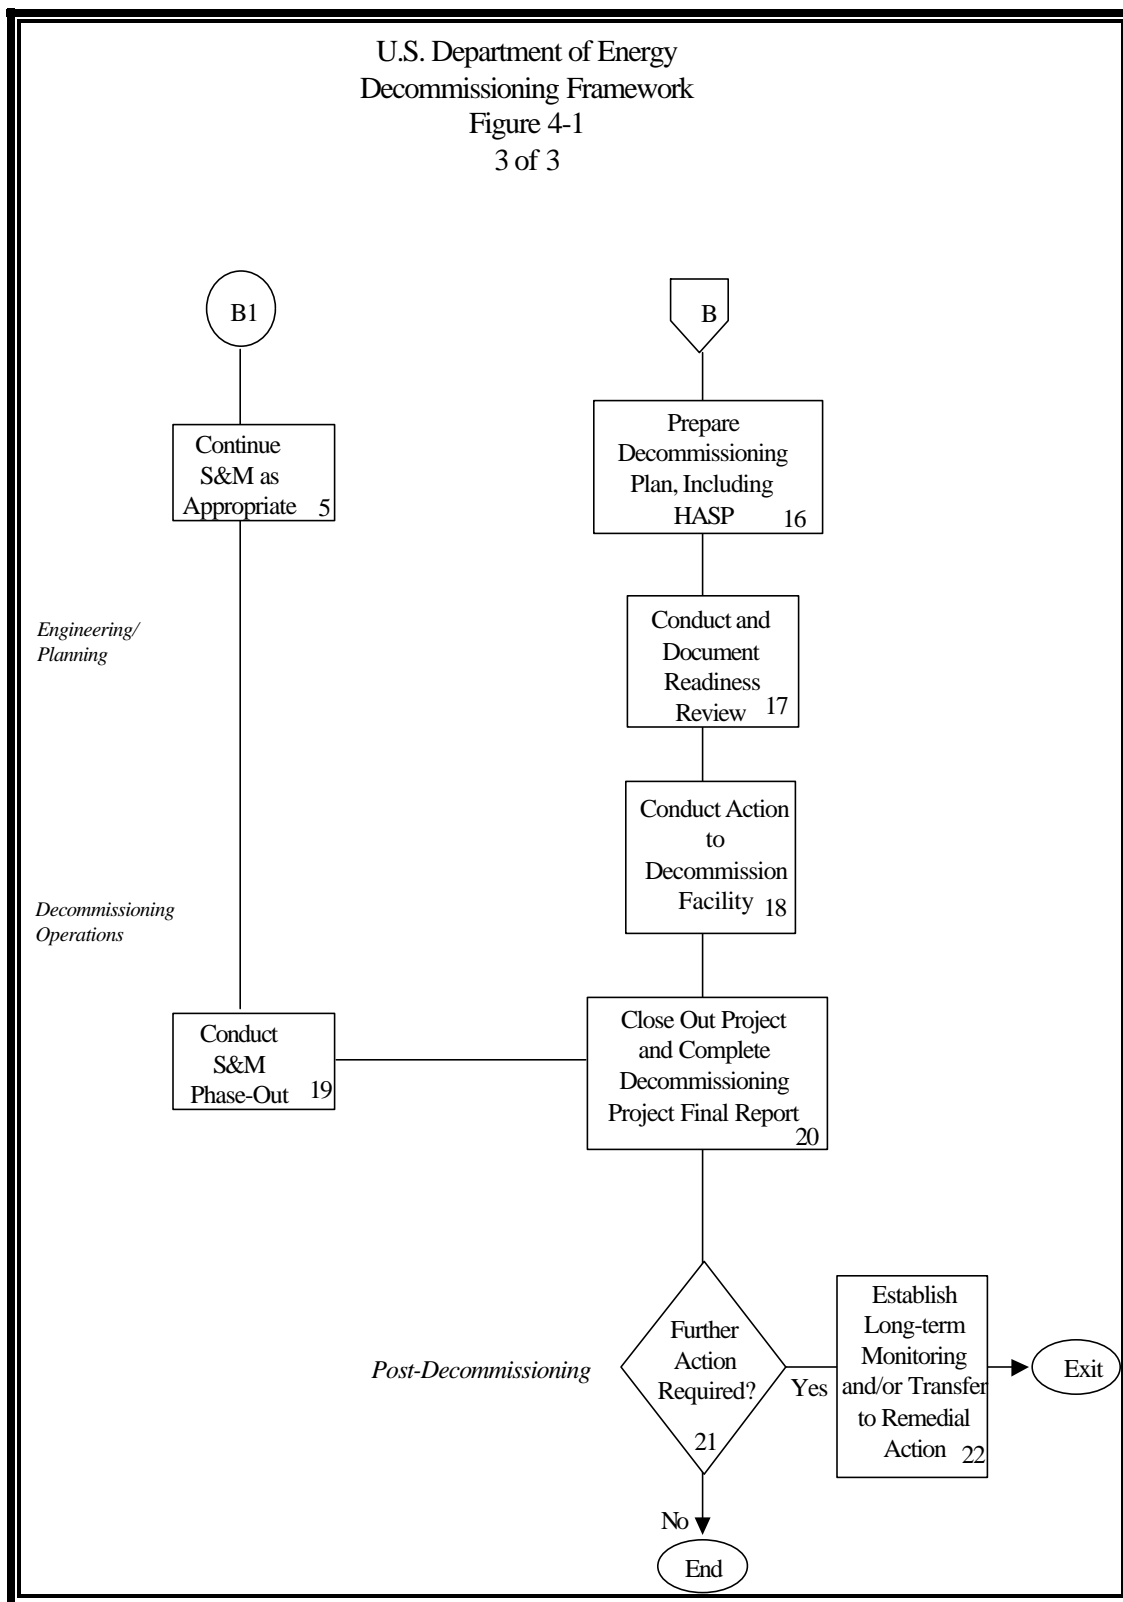 U.S. Department of Energy
Decommissioning Framework
Figure 4-1
3 of 3
B1
B
Continue
S&M as
Appropriate 5
Prepare
Decommissioning
Plan, Including
HASP 16
Engineering/
Planning
Conduct and
Document
Readiness
Review 17
Conduct Action
to
Decommission
Facility 18
Decommissioning
Operations
Conduct
S&M
Phase-Out 19
Close Out Project
and Complete
Decommissioning
Project Final Report
20
Post-Decommissioning
Further
Action
Required?
21
Yes
Establish
Long-term
Monitoring
and/or Transfer
to Remedial
Action 22
Exit
No
End